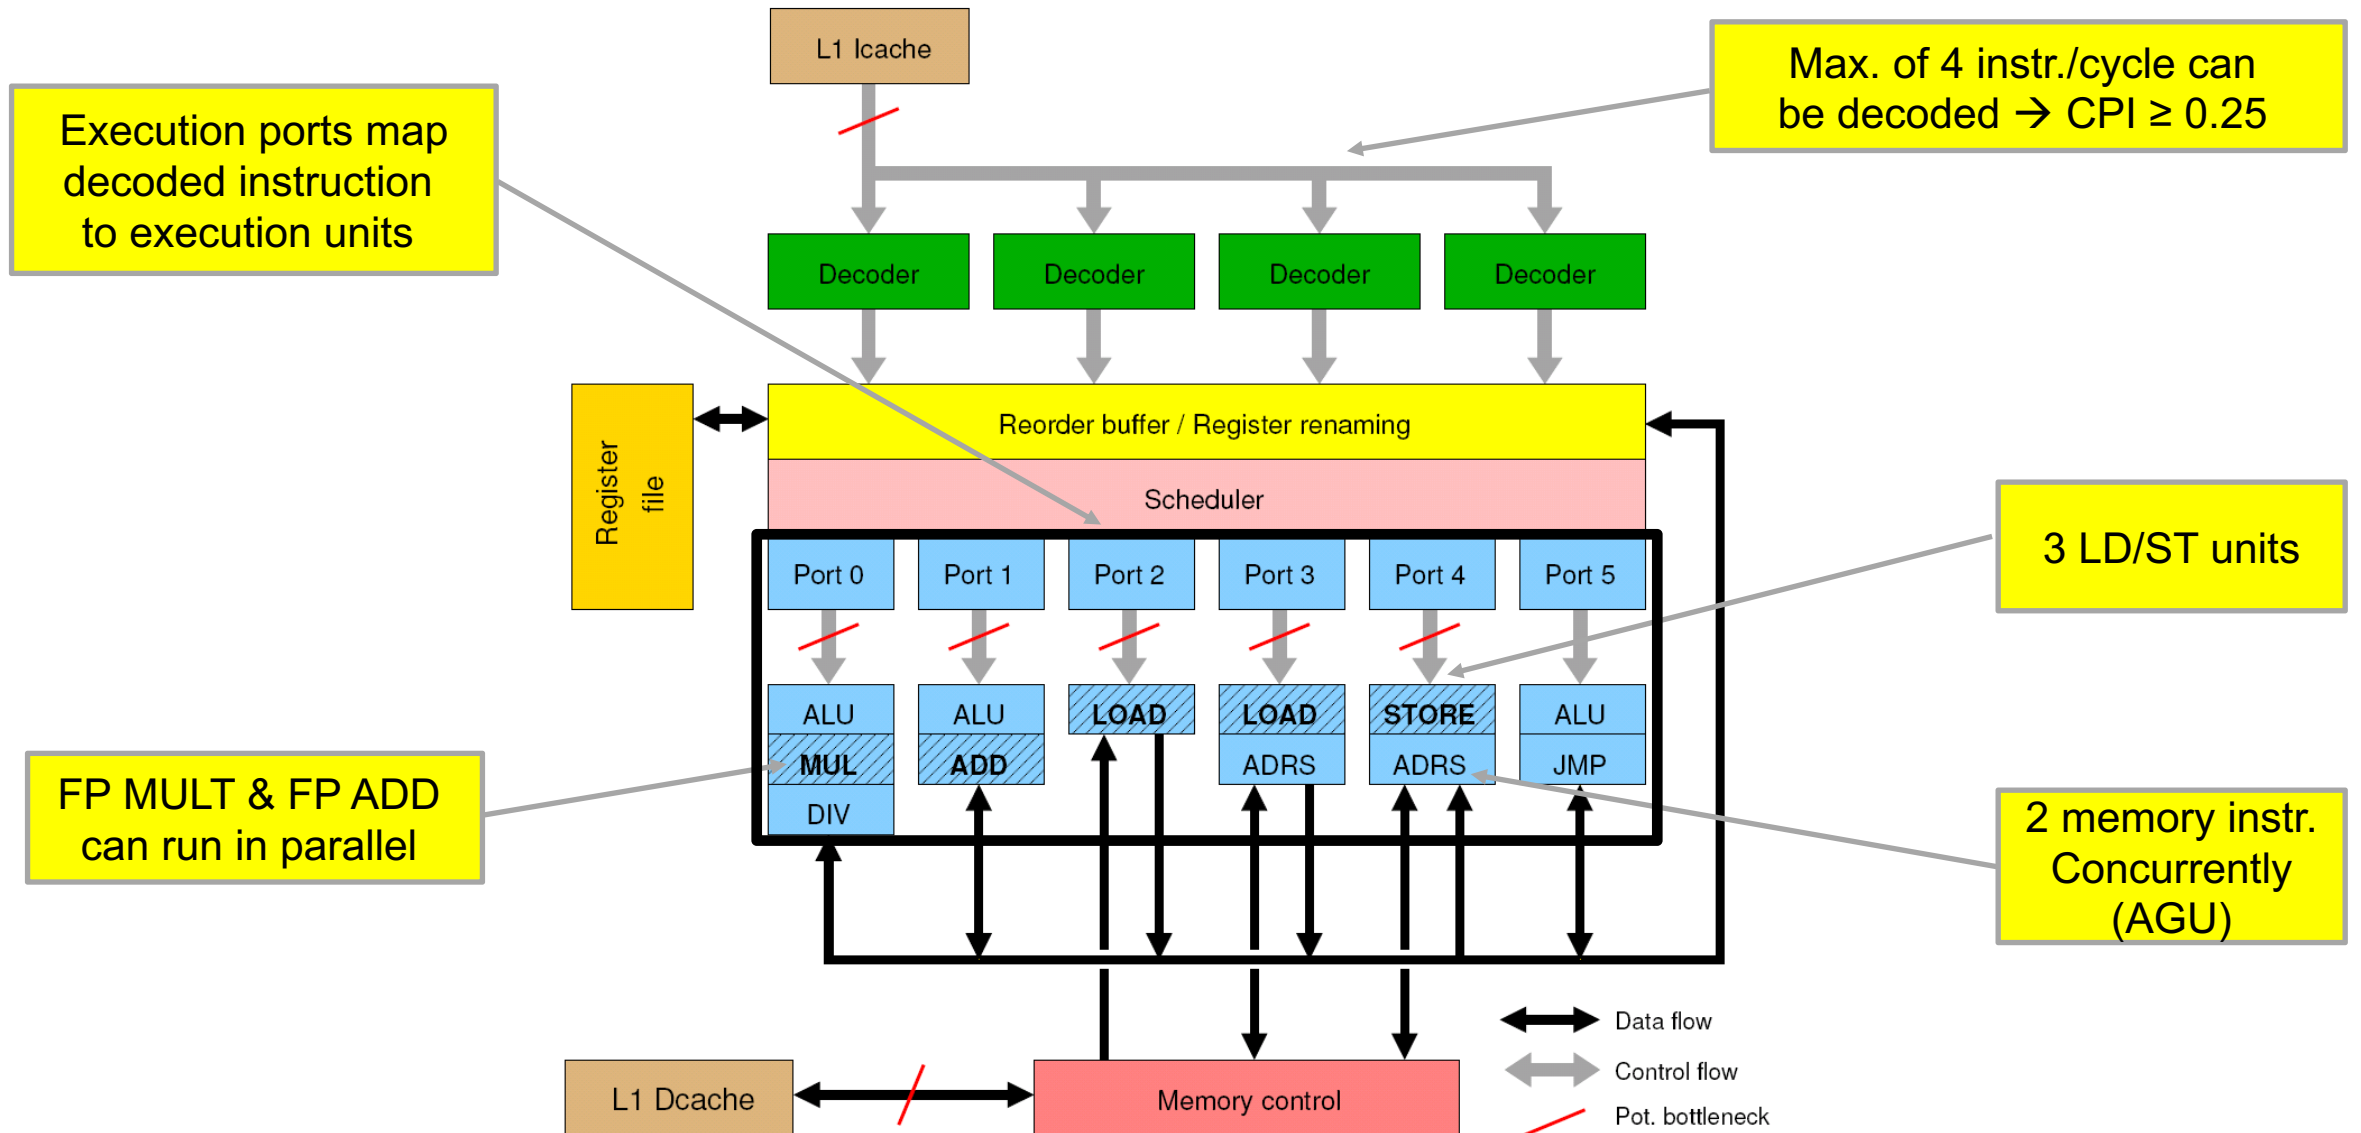 L1 Icache
Max. of 4 instr./cycle can
be decoded → CPI ≥ 0.25
Execution ports map
decoded instruction
to execution units
Decoder
Decoder
Decoder
Decoder
Register
file
Reorder buffer / Register renaming
Scheduler
3 LD/ST units
Port 0
Port 1
Port 2
Port 3
Port 4
Port 5
ALU
MUL
DIV
ALU
ADD
LOAD
LOAD
ADRS
STORE
ADRS
ALU
JMP
FP MULT & FP ADD
can run in parallel
2 memory instr.
Concurrently
(AGU)
L1 Dcache
Memory control
Data flow
Control flow
Pot. bottleneck